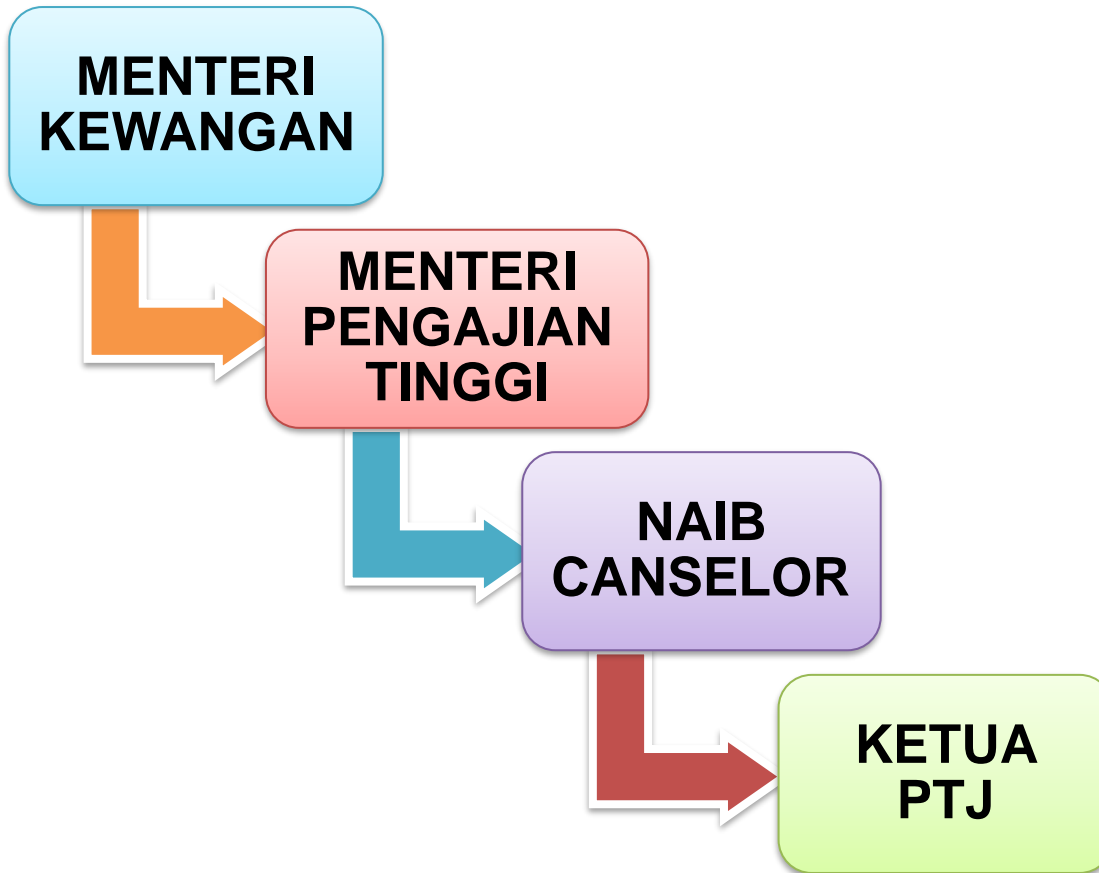 MENTERI
KEWANGAN
MENTERI
PENGAJIAN
TINGGI
NAIB
CANSELOR
KETUA
PTJ